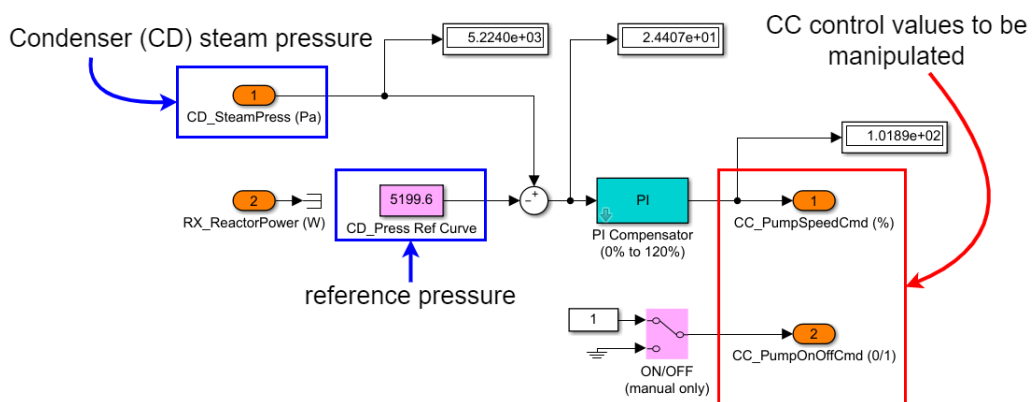 Condenser (CD) steam pressure
5.2240e+03
2.4407e+01
CC control values to be
manipulated
1
CD_SteamPress (Pa)
1.0189e+02
2
RX_ReactorPower (W)
5199.6
CD_Press Ref Curve
+
−
PI
PI Compensator
(0% to 120%)
1
CC_PumpSpeedCmd (%)
reference pressure
1
ON/OFF
(manual only)
2
CC_PumpOnOffCmd (0/1)